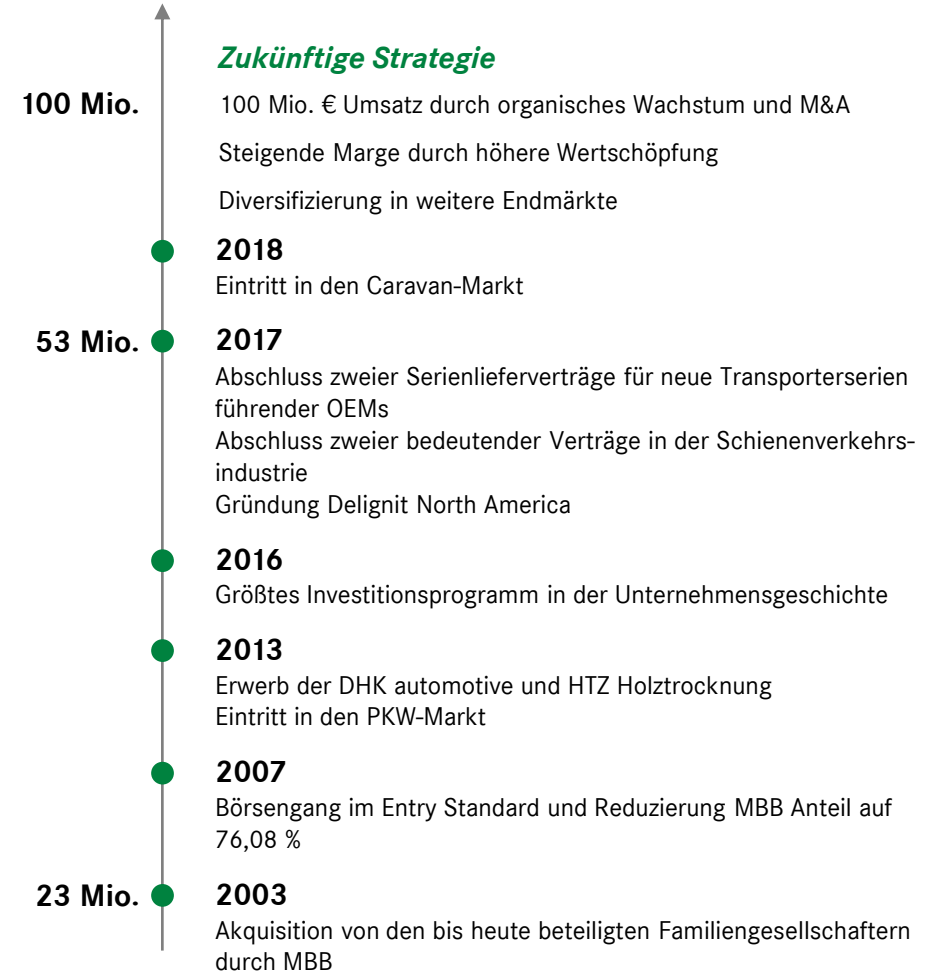 Zukünftige Strategie
100 Mio.
100 Mio. € Umsatz durch organisches Wachstum und M&A
Steigende Marge durch höhere Wertschöpfung
Diversifizierung in weitere Endmärkte
2018
Eintritt in den Caravan-Markt
53 Mio.
2017
Abschluss zweier Serienlieferverträge für neue Transporterserien
führender OEMs
Abschluss zweier bedeutender Verträge in der Schienenverkehrs-
industrie
Gründung Delignit North America
2016
Größtes Investitionsprogramm in der Unternehmensgeschichte
2013
Erwerb der DHK automotive und HTZ Holztrocknung
Eintritt in den PKW-Markt
2007
Börsengang im Entry Standard und Reduzierung MBB Anteil auf
76,08 %
23 Mio.
2003
Akquisition von den bis heute beteiligten Familiengesellschaftern
durch MBB